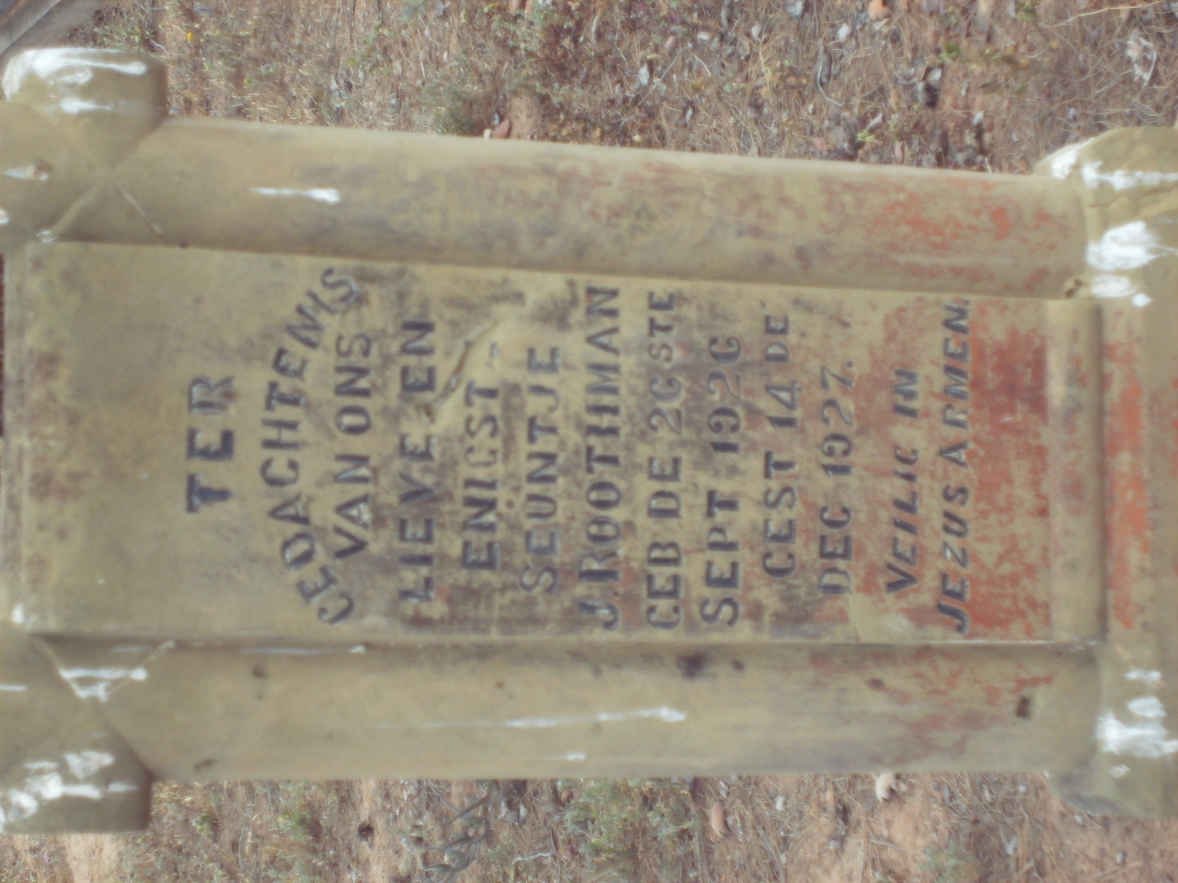 TER
GEDACHTENIS
VAN ONS
LIEVE EN
ENIGST
SEUNTJE
J. ROOTHMAN
GEB DE 26STE
SEPT 1926
GEST 14 DE
DEC 1927.
VEILIG IN
JEZUS ARMEN.